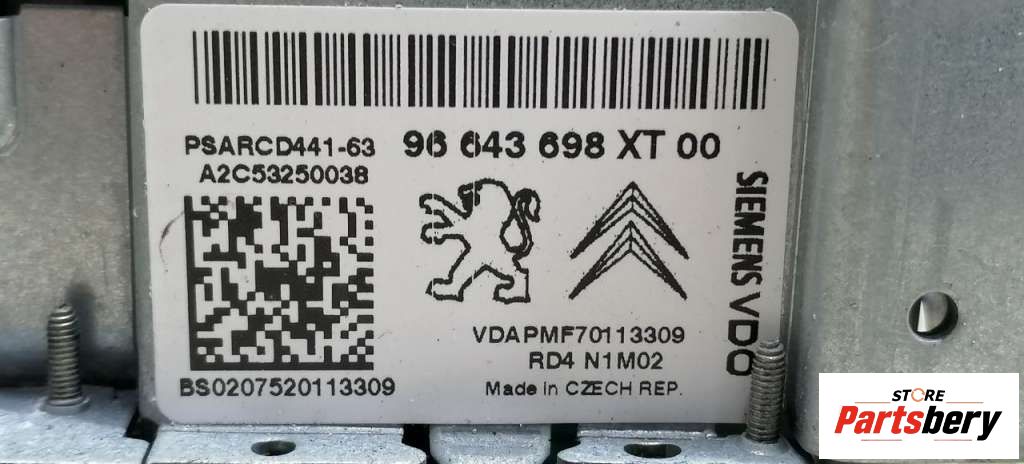 PSARCD441-63
96 643 698 XT 00
A2C53250038
SIEMENS VDO
VDAPMF70113309
RD4 N1M02
BS0207520113309
Made in CZECH REP.
STORE
Partsbery